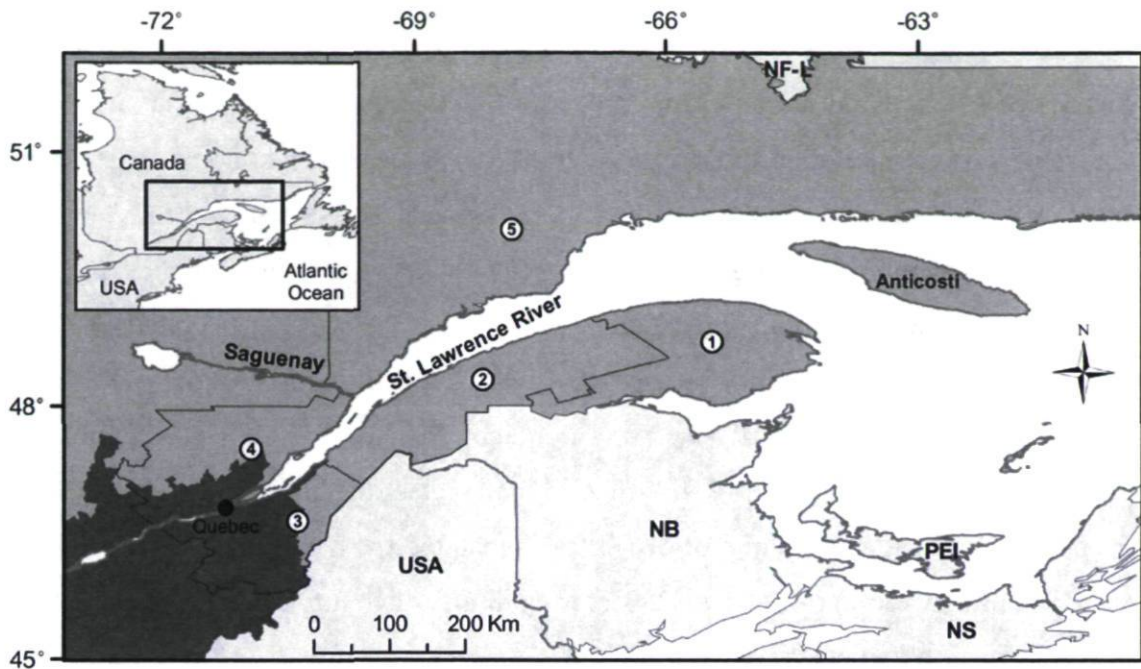 -72° -69° -66° -63°
NF-L
51°
Canada
5
USA
Atlantic
Ocean
Anticosti
St. Lawrence River
1
N
Saguenay
2
48°
4
Quebec
3
NB
PEI
USA
0 100 200 Km
NS
45°